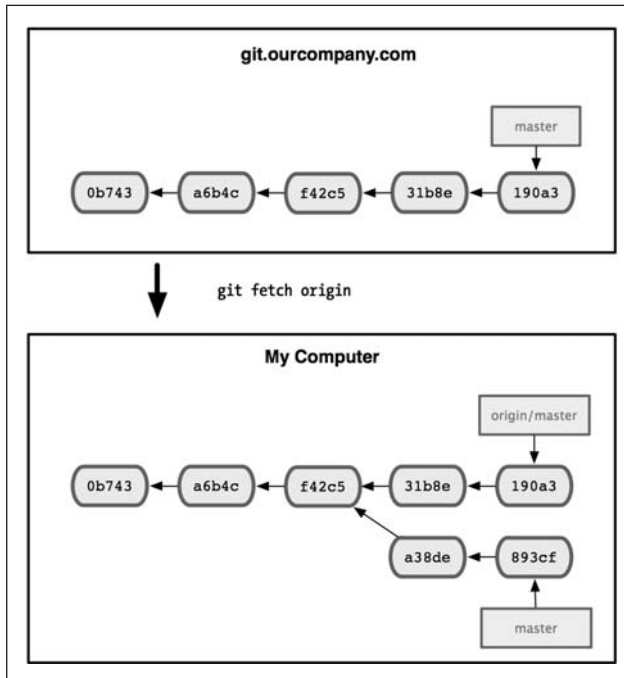 git.ourcompany.com
master
0b743 a6b4c f42c5 31b8e 190a3
git fetch origin
My Computer
origin/master
0b743 a6b4c f42c5 31b8e 190a3
a38de 893cf
master